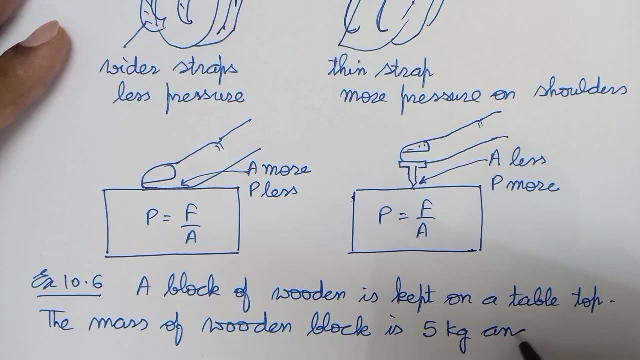 wider straps
less pressure
thin strap
more pressure on shoulders
A more
P less
P = F/A
A less
P more
P = F/A
Ex 10.6 A block of wooden is kept on a table top.
The mass of wooden block is 5 kg an